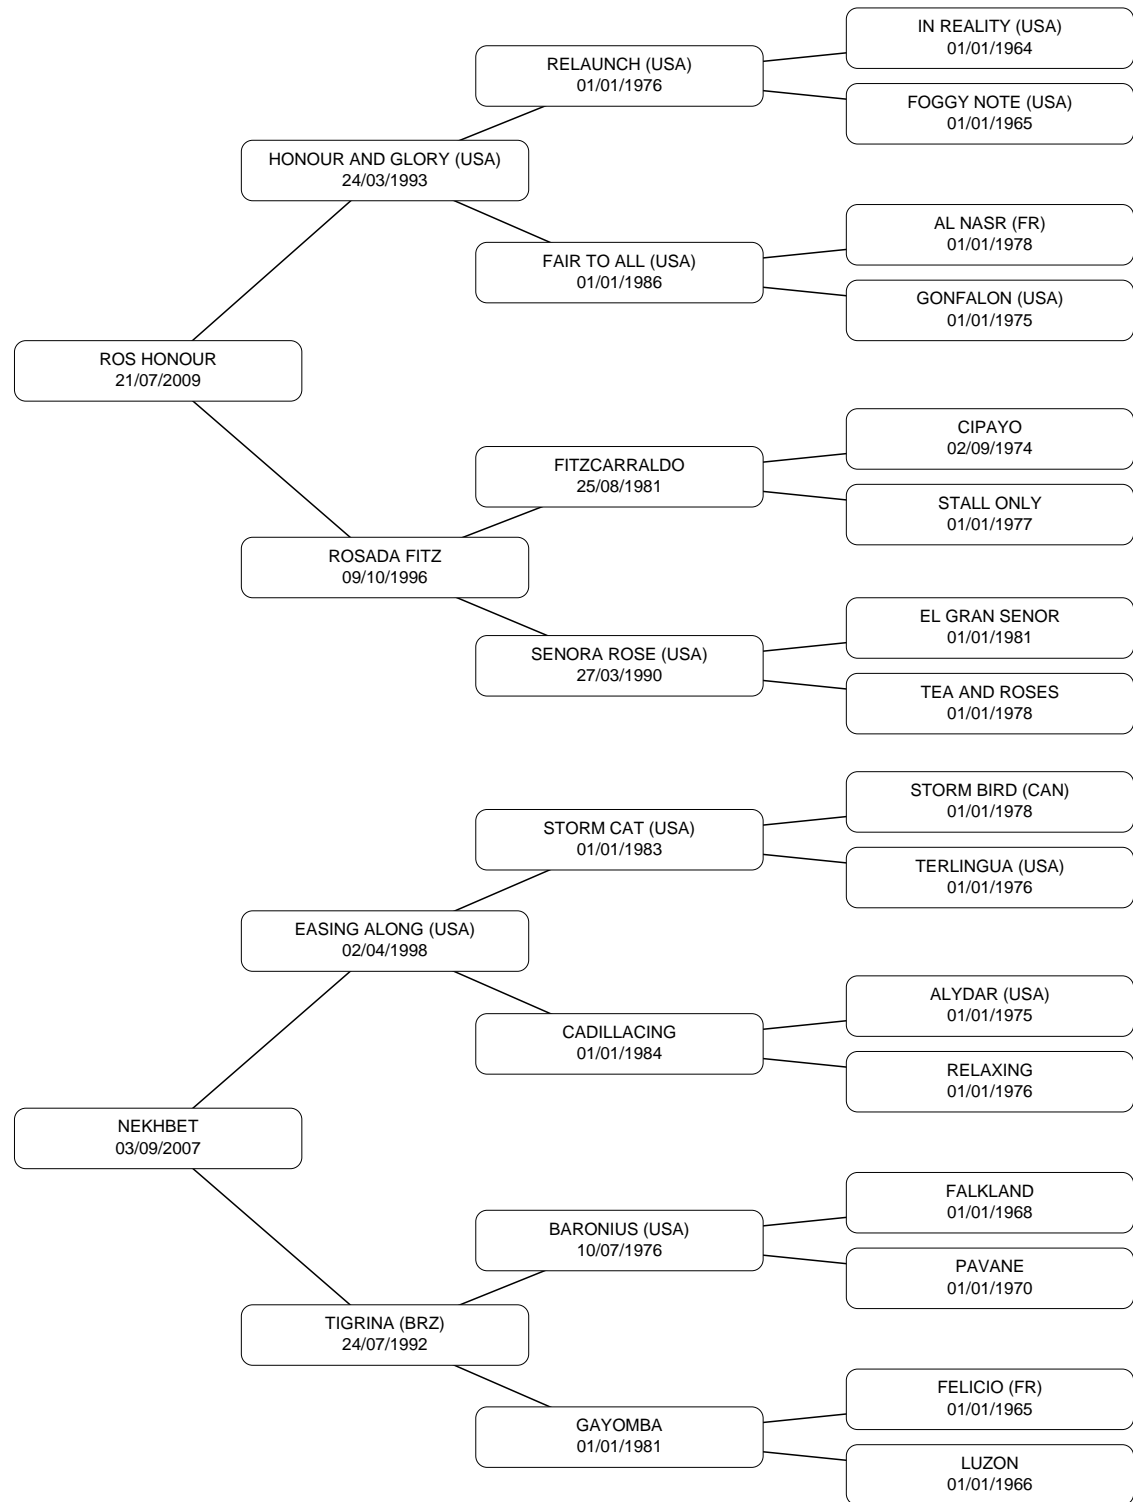 IN REALITY (USA)
01/01/1964
RELAUNCH (USA)
01/01/1976
FOGGY NOTE (USA)
01/01/1965
HONOUR AND GLORY (USA)
24/03/1993
AL NASR (FR)
01/01/1978
FAIR TO ALL (USA)
01/01/1986
GONFALON (USA)
01/01/1975
ROS HONOUR
21/07/2009
CIPAYO
02/09/1974
FITZCARRALDO
25/08/1981
STALL ONLY
01/01/1977
ROSADA FITZ
09/10/1996
EL GRAN SENOR
01/01/1981
SENORA ROSE (USA)
27/03/1990
TEA AND ROSES
01/01/1978
STORM BIRD (CAN)
01/01/1978
STORM CAT (USA)
01/01/1983
TERLINGUA (USA)
01/01/1976
EASING ALONG (USA)
02/04/1998
ALYDAR (USA)
01/01/1975
CADILLACING
01/01/1984
RELAXING
01/01/1976
NEKHBET
03/09/2007
FALKLAND
01/01/1968
BARONIUS (USA)
10/07/1976
PAVANE
01/01/1970
TIGRINA (BRZ)
24/07/1992
FELICIO (FR)
01/01/1965
GAYOMBA
01/01/1981
LUZON
01/01/1966